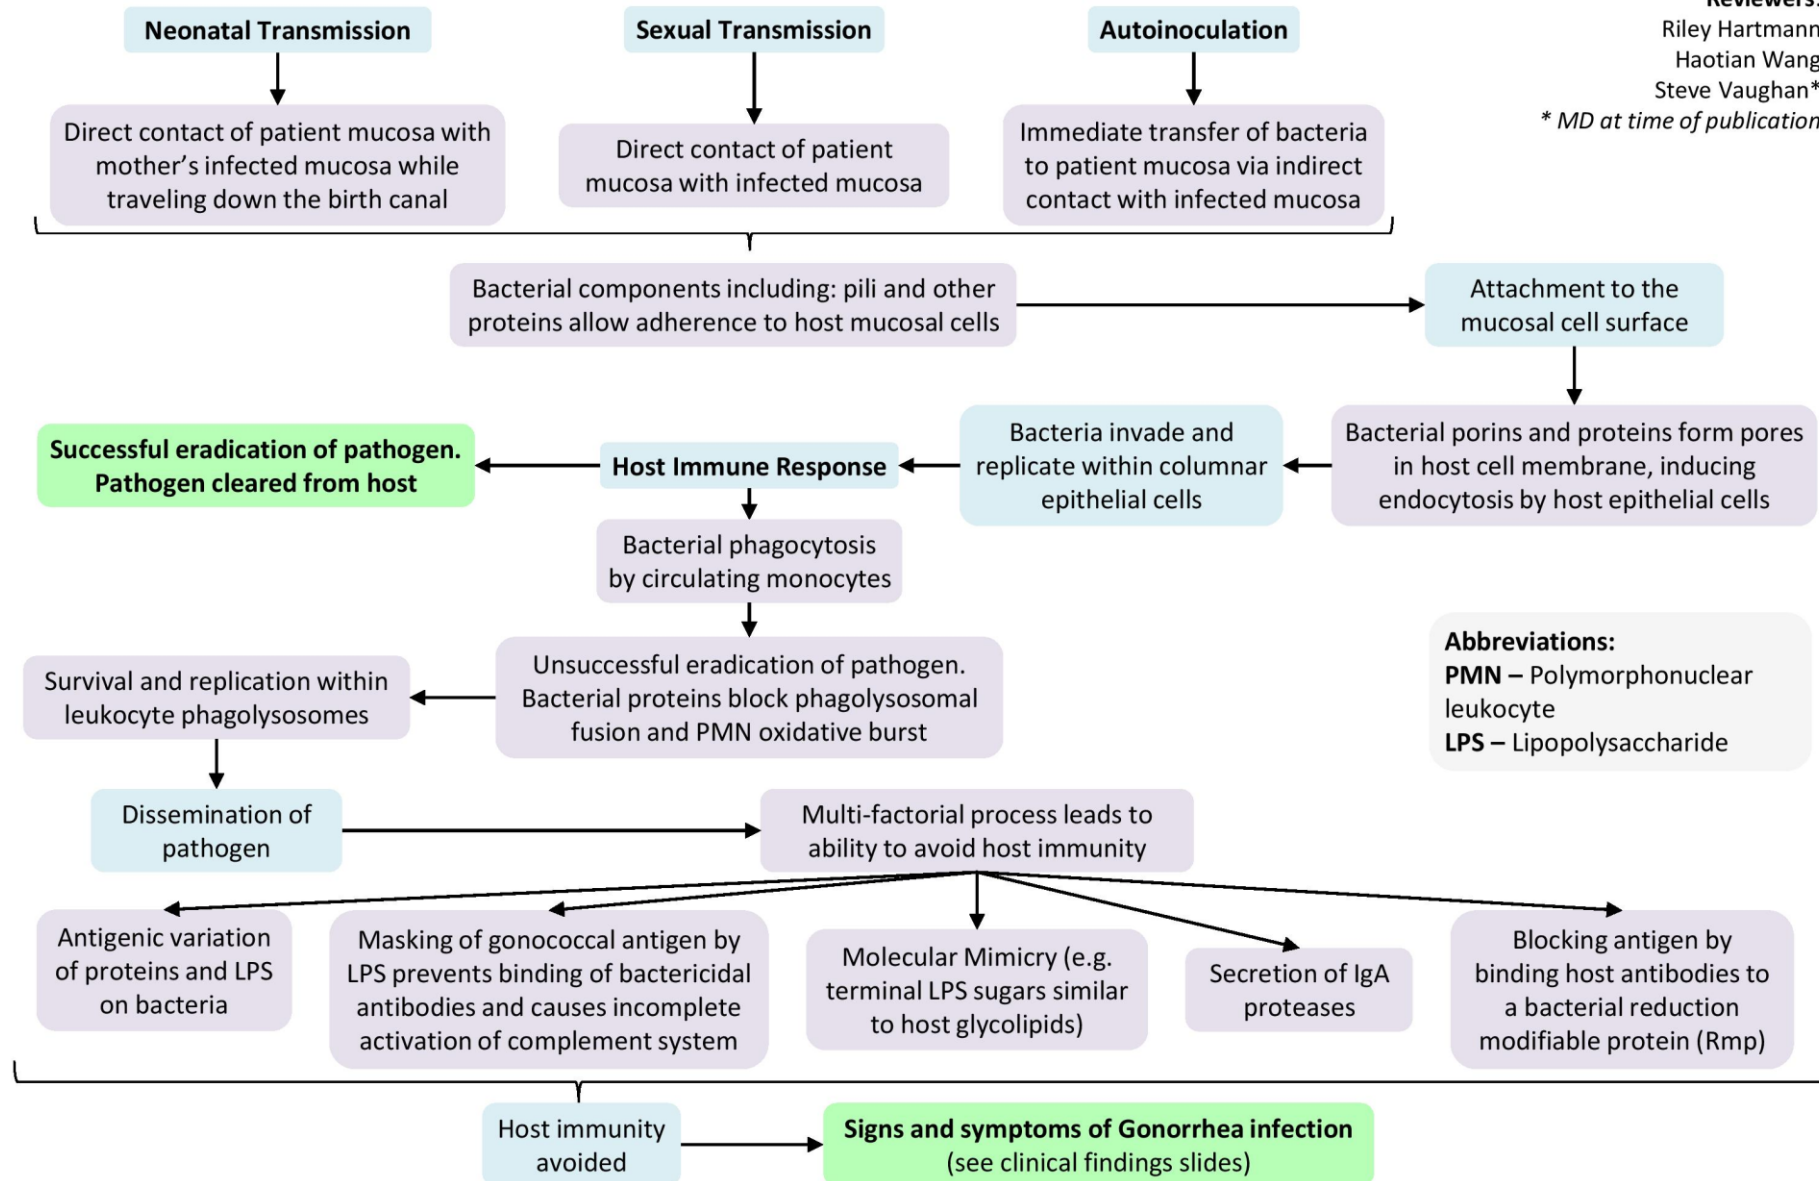 Neonatal Transmission
Sexual Transmission
Autoinoculation
Reviewers:
Riley Hartmann
Haotian Wang
Steve Vaughan*
* MD at time of publication
Direct contact of patient mucosa with
mother's infected mucosa while
traveling down the birth canal
Direct contact of patient
mucosa with infected mucosa
Immediate transfer of bacteria
to patient mucosa via indirect
contact with infected mucosa
Bacterial components including: pili and other
proteins allow adherence to host mucosal cells
Attachment to the
mucosal cell surface
Successful eradication of pathogen.
Pathogen cleared from host
Host Immune Response
Bacteria invade and
replicate within columnar
epithelial cells
Bacterial porins and proteins form pores
in host cell membrane, inducing
endocytosis by host epithelial cells
Bacterial phagocytosis
by circulating monocytes
Survival and replication within
leukocyte phagolysosomes
Unsuccessful eradication of pathogen.
Bacterial proteins block phagolysosomal
fusion and PMN oxidative burst
Abbreviations:
PMN – Polymorphonuclear
leukocyte
LPS – Lipopolysaccharide
Dissemination of
pathogen
Multi-factorial process leads to
ability to avoid host immunity
Antigenic variation
of proteins and LPS
on bacteria
Masking of gonococcal antigen by
LPS prevents binding of bactericidal
antibodies and causes incomplete
activation of complement system
Molecular Mimicry (e.g.
terminal LPS sugars similar
to host glycolipids)
Secretion of IgA
proteases
Blocking antigen by
binding host antibodies to
a bacterial reduction
modifiable protein (Rmp)
Host immunity
avoided
Signs and symptoms of Gonorrhea infection
(see clinical findings slides)